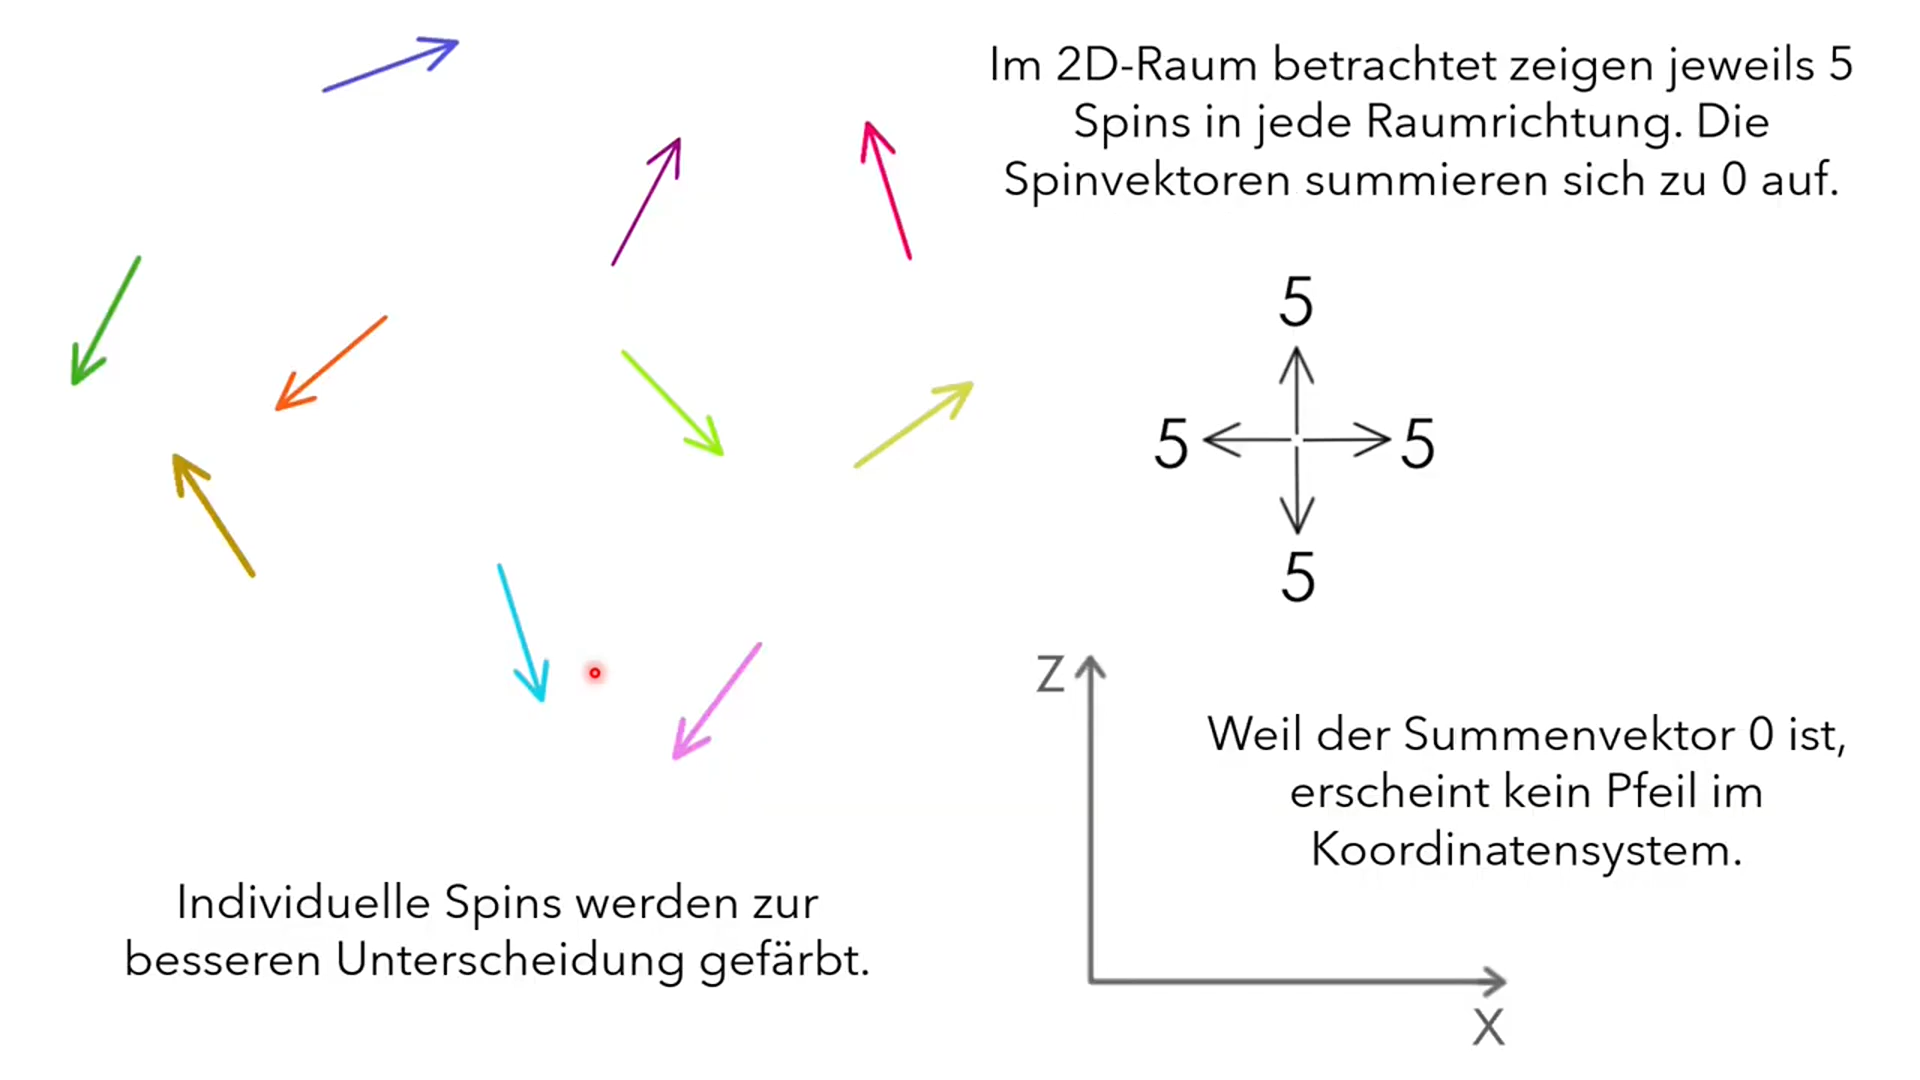 Im 2D-Raum betrachtet zeigen jeweils 5
Spins in jede Raumrichtung. Die
Spinvektoren summieren sich zu 0 auf.
5
5
5
5
Z
Weil der Summenvektor 0 ist,
erscheint kein Pfeil im
Koordinatensystem.
X
Individuelle Spins werden zur
besseren Unterscheidung gefärbt.